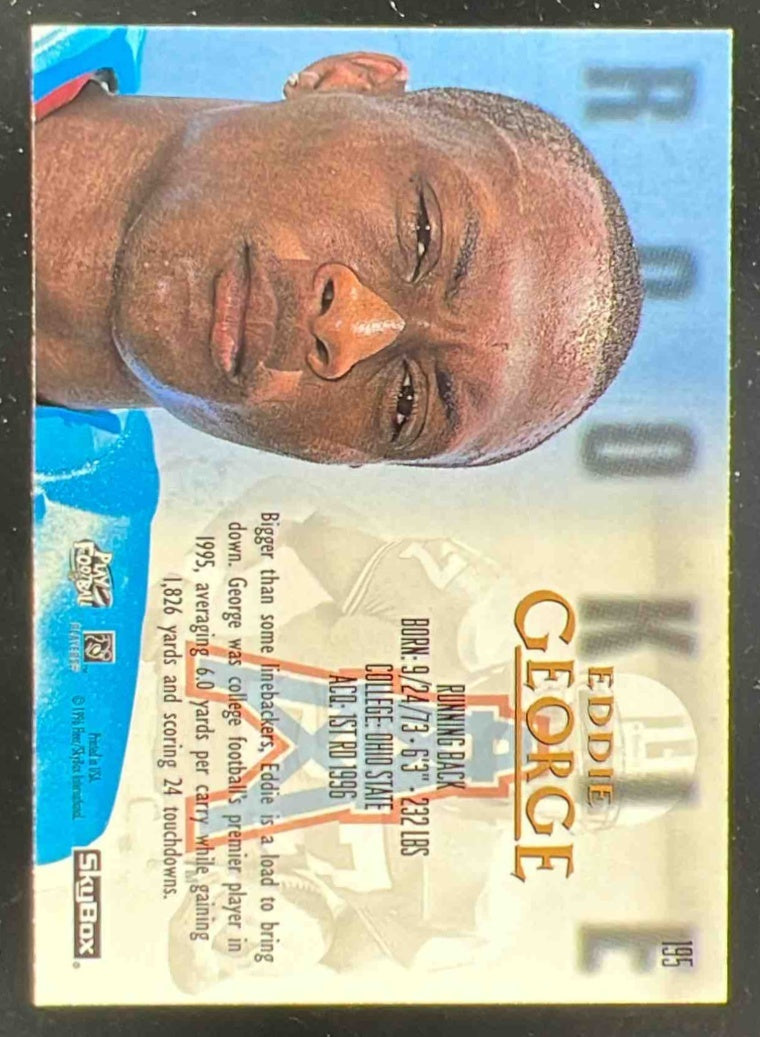 195
ROOKIE
EDDIE
GEORGE
RUNNING BACK
BORN: 9/24/73 • 6'3" • 232 LBS
COLLEGE: OHIO STATE
ACQ: 1ST RD 1996
Bigger than some linebackers, Eddie is a load to bring
down. George was college football's premier player in
1995, averaging 6.0 yards per carry while gaining
1,826 yards and scoring 24 touchdowns.
PLAY
FOOTBALL
PLAYERS
Printed in USA
© 1996 Fleer/SkyBox International.
SkyBox®